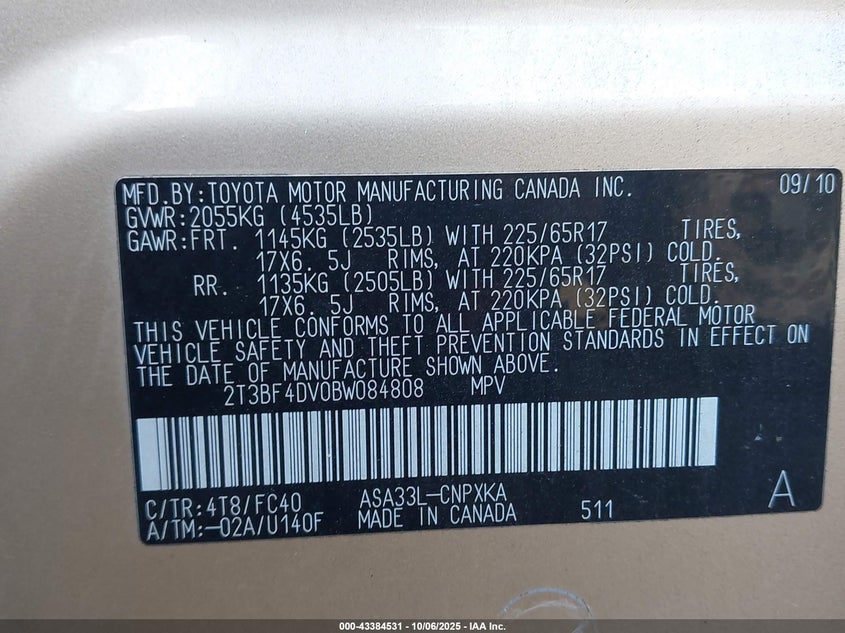 MFD.BY:TOYOTA MOTOR MANUFACTURING CANADA INC. 09/10
GVWR:2055KG (4535LB)
GAWR:FRT. 1145KG (2535LB) WITH 225/65R17 TIRES,
17X6. 5J RIMS, AT 220KPA (32PSI) COLD.
RR. 1135KG (2505LB) WITH 225/65R17 TIRES,
17X6. 5J RIMS, AT 220KPA (32PSI) COLD.
THIS VEHICLE CONFORMS TO ALL APPLICABLE FEDERAL MOTOR
VEHICLE SAFETY AND THEFT PREVENTION STANDARDS IN EFFECT ON
THE DATE OF MANUFACTURE SHOWN ABOVE.
2T3BF4DV0BW084808 MPV
C/TR:4T8/FC40 ASA33L-CNPXKA
A/TM:-02A/U140F MADE IN CANADA 511 A
000-43384531 - 10/06/2025 - IAA Inc.